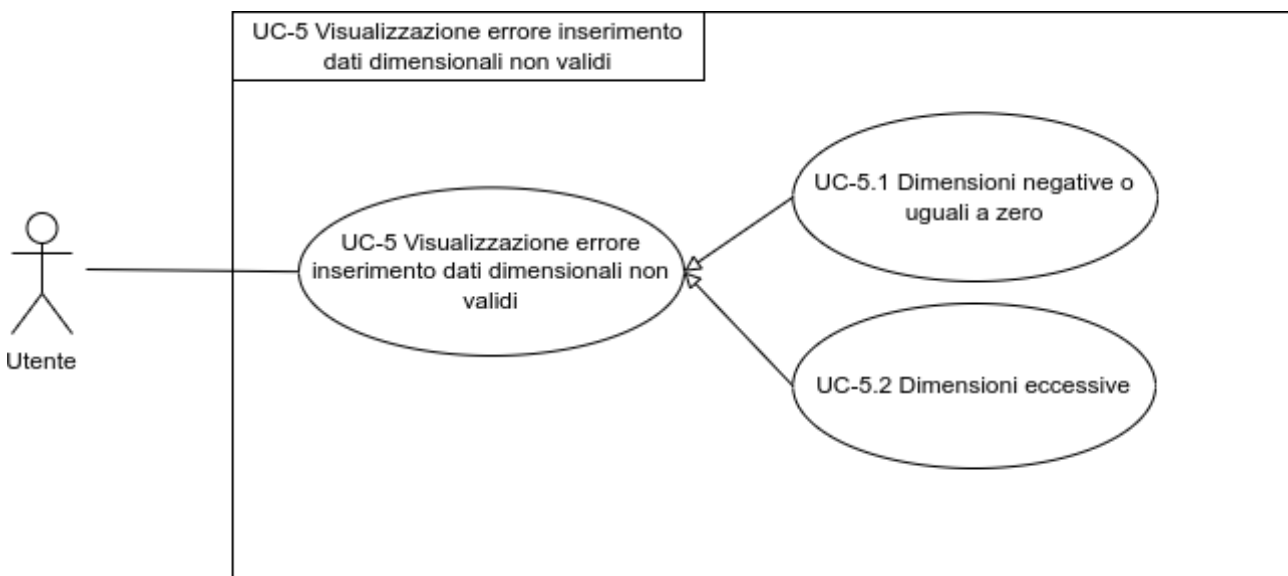 UC-5 Visualizzazione errore inserimento
dati dimensionali non validi
UC-5.1 Dimensioni negative o
uguali a zero
UC-5 Visualizzazione errore
inserimento dati dimensionali non
validi
Utente
UC-5.2 Dimensioni eccessive